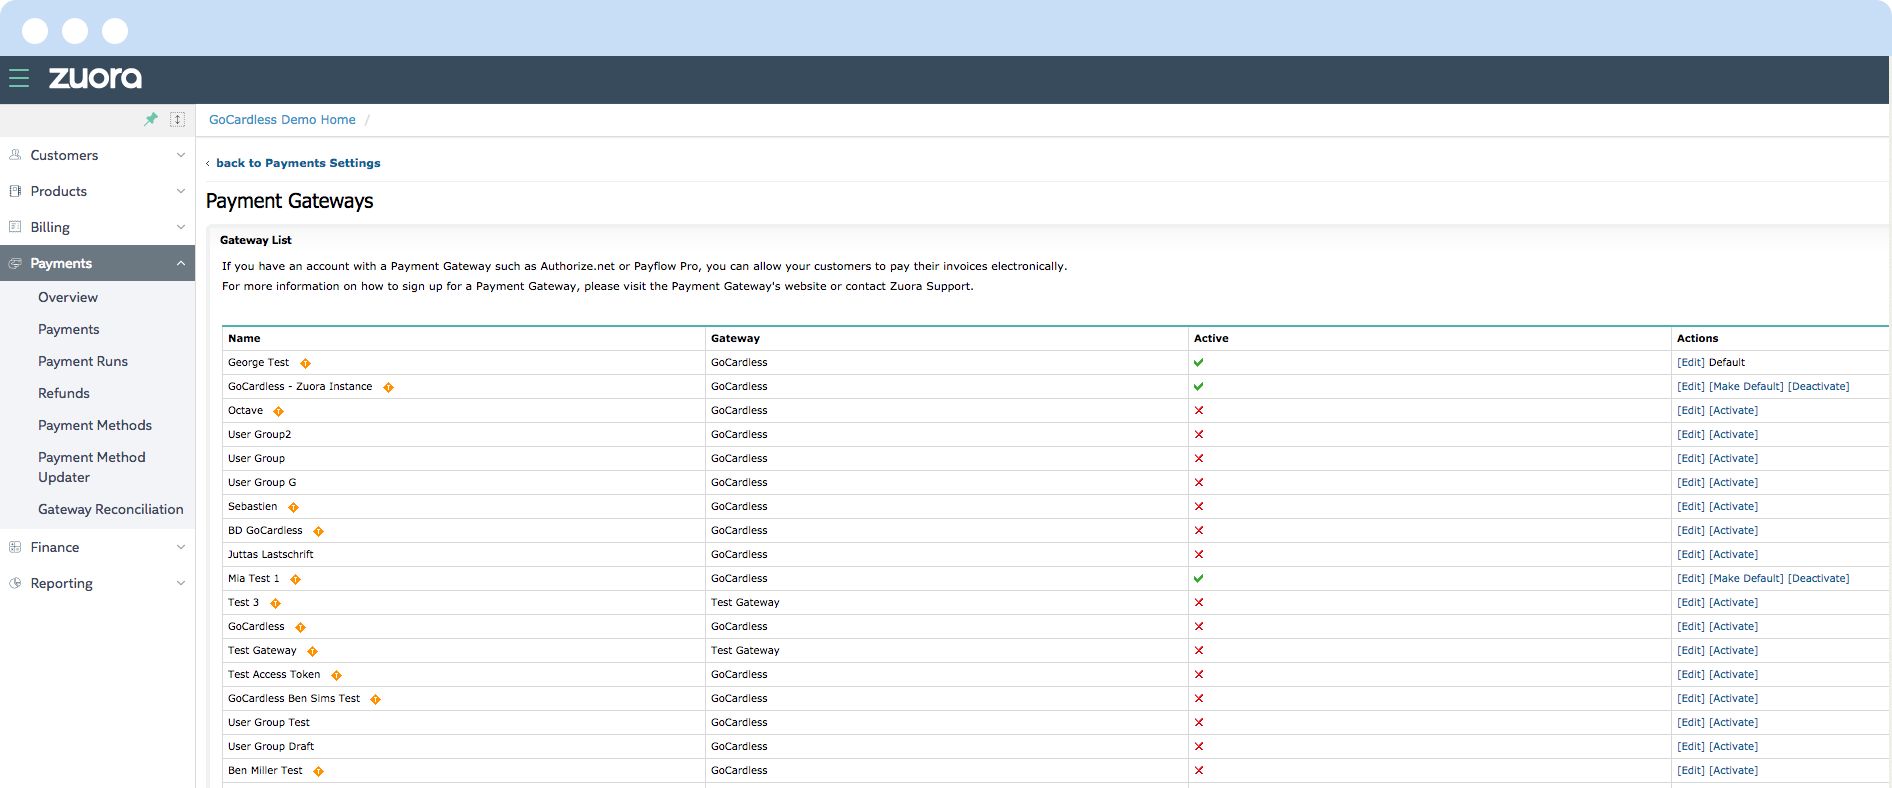 zuora
GoCardless Demo Home /
Customers
Products
Billing
Payments
Overview
Payments
Payment Runs
Refunds
Payment Methods
Payment Method
Updater
Gateway Reconciliation
Finance
Reporting
‹ back to Payments Settings
Payment Gateways
Gateway List
If you have an account with a Payment Gateway such as Authorize.net or Payflow Pro, you can allow your customers to pay their invoices electronically.
For more information on how to sign up for a Payment Gateway, please visit the Payment Gateway's website or contact Zuora Support.
Name Gateway Active Actions
George Test GoCardless [Edit] Default
GoCardless - Zuora Instance GoCardless [Edit] [Make Default] [Deactivate]
Octave GoCardless [Edit] [Activate]
User Group2 GoCardless [Edit] [Activate]
User Group GoCardless [Edit] [Activate]
User Group G GoCardless [Edit] [Activate]
Sebastien GoCardless [Edit] [Activate]
BD GoCardless GoCardless [Edit] [Activate]
Juttas Lastschrift GoCardless [Edit] [Activate]
Mia Test 1 GoCardless [Edit] [Make Default] [Deactivate]
Test 3 Test Gateway [Edit] [Activate]
GoCardless GoCardless [Edit] [Activate]
Test Gateway Test Gateway [Edit] [Activate]
Test Access Token GoCardless [Edit] [Activate]
GoCardless Ben Sims Test GoCardless [Edit] [Activate]
User Group Test GoCardless [Edit] [Activate]
User Group Draft GoCardless [Edit] [Activate]
Ben Miller Test GoCardless [Edit] [Activate]